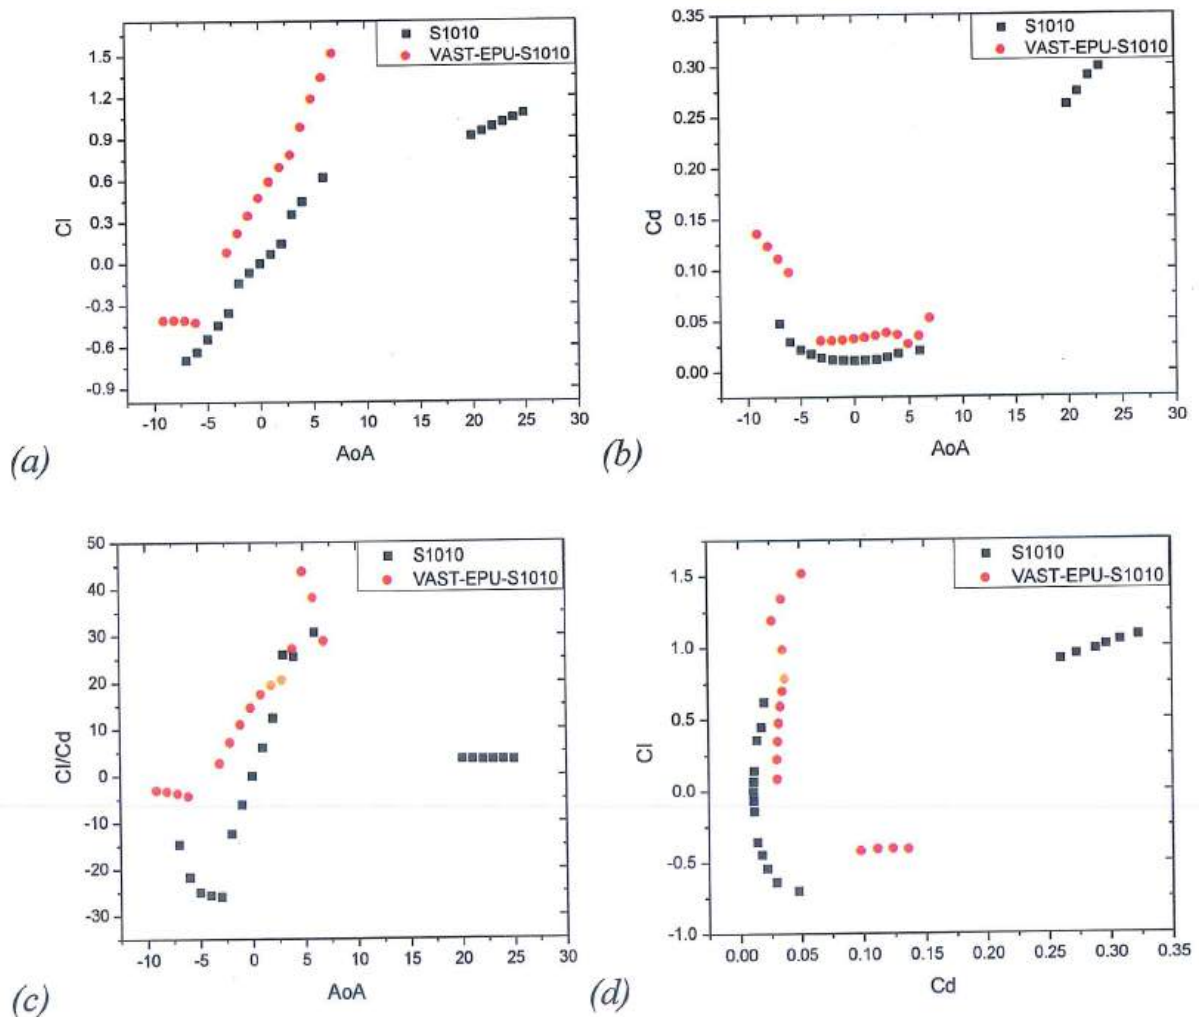 S1010
VAST-EPU-S1010
1.5
1.2
0.9
0.6
0.3
0.0
-0.3
-0.6
-0.9
Cl
-10 -5 0 5 10 15 20 25 30
AoA
(a)
S1010
VAST-EPU-S1010
0.35
0.30
0.25
0.20
0.15
0.10
0.05
0.00
Cd
-10 -5 0 5 10 15 20 25 30
AoA
(b)
S1010
VAST-EPU-S1010
50
40
30
20
10
0
-10
-20
-30
Cl/Cd
-10 -5 0 5 10 15 20 25 30
AoA
(c)
S1010
VAST-EPU-S1010
1.5
1.0
0.5
0.0
-0.5
-1.0
Cl
0.00 0.05 0.10 0.15 0.20 0.25 0.30 0.35
Cd
(d)